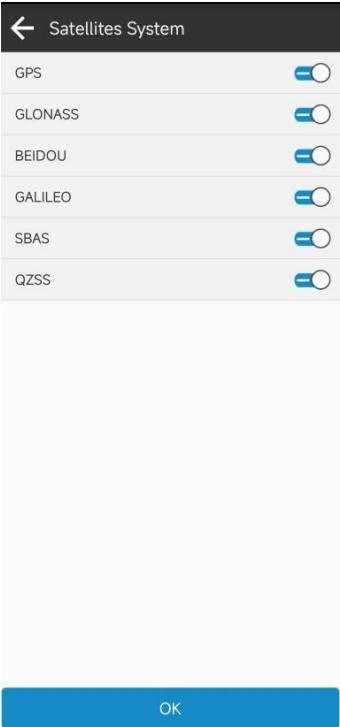 Satellites System
GPS
GLONASS
BEIDOU
GALILEO
SBAS
QZSS
OK